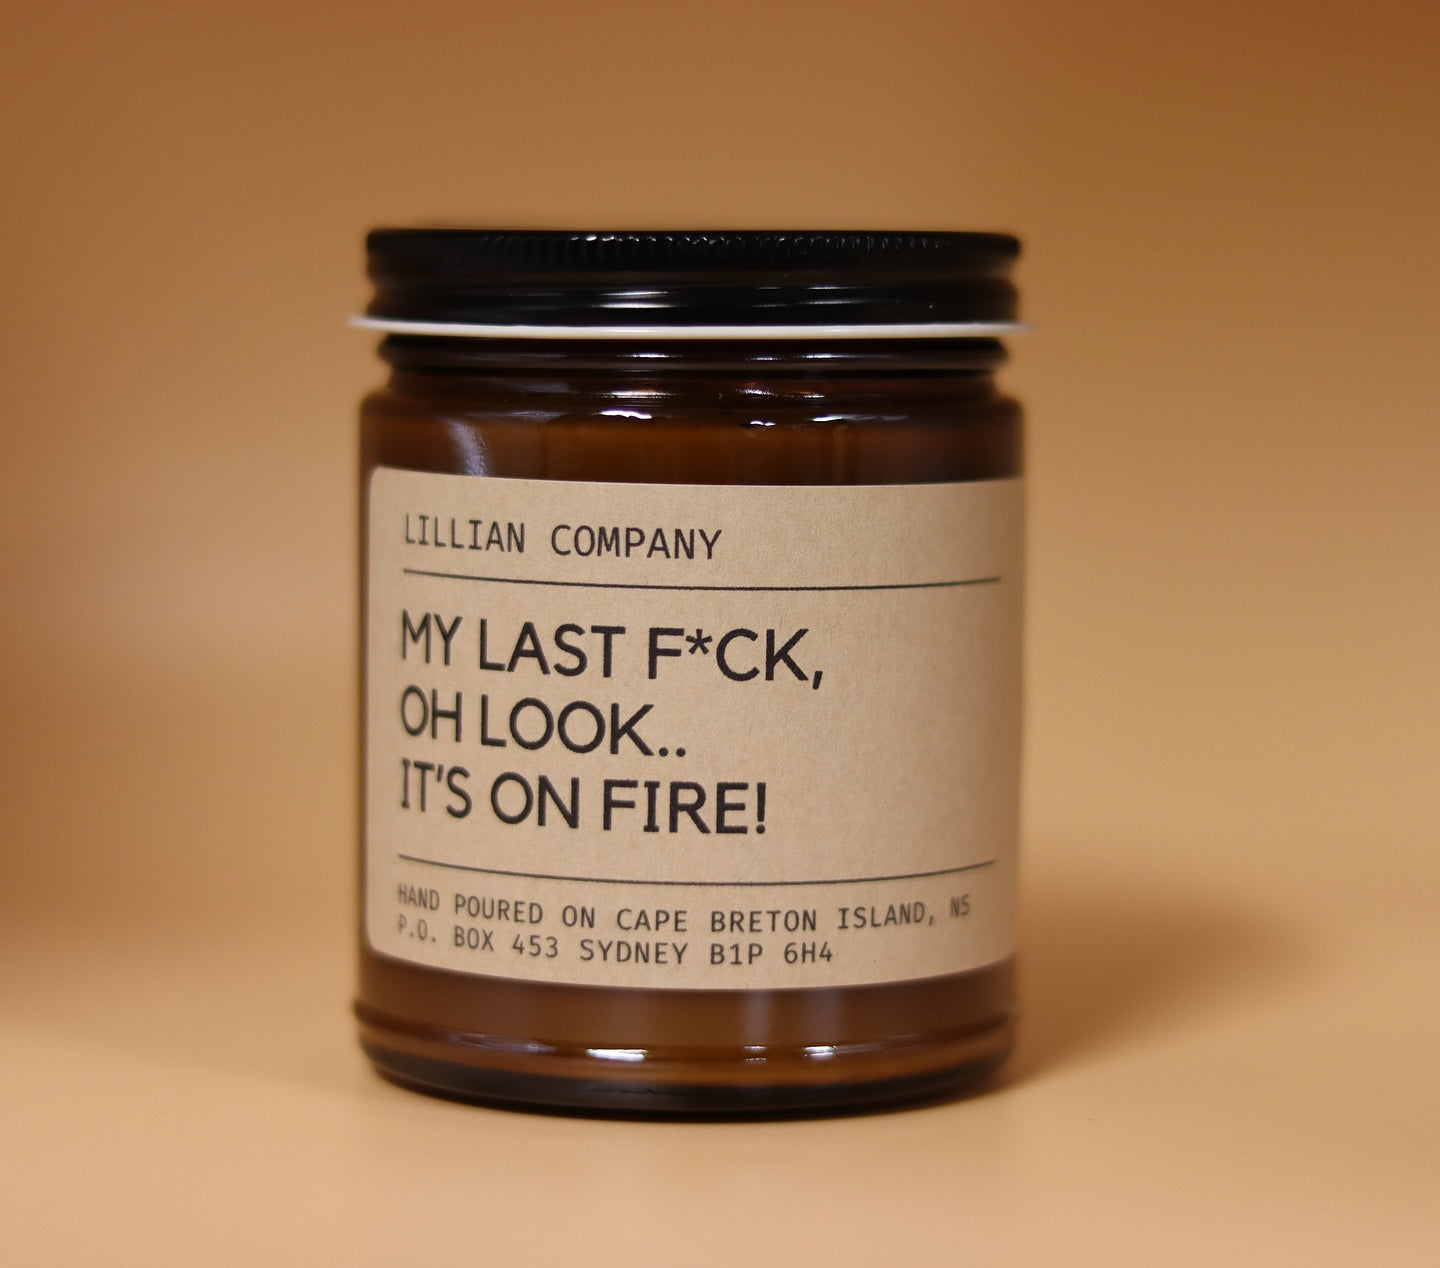 LILLIAN COMPANY
MY LAST F*CK,
OH LOOK..
IT'S ON FIRE!
HAND POURED ON CAPE BRETON ISLAND, NS
P.O. BOX 453 SYDNEY B1P 6H4